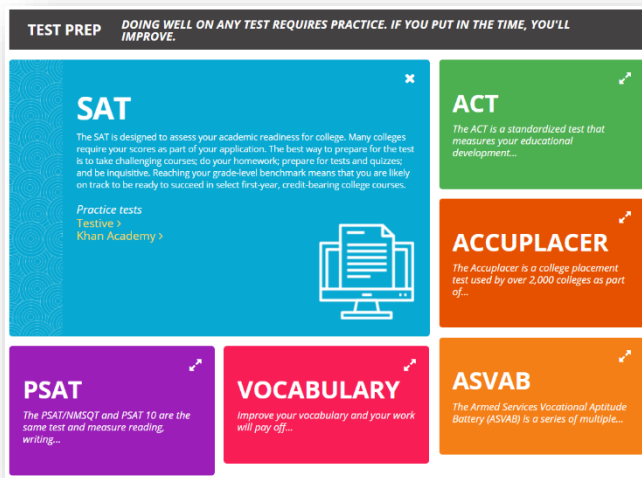 TEST PREP
DOING WELL ON ANY TEST REQUIRES PRACTICE. IF YOU PUT IN THE TIME, YOU'LL
IMPROVE.
SAT
The SAT is designed to assess your academic readiness for college. Many colleges
require your scores as part of your application. The best way to prepare for the test
is to take challenging courses; do your homework; prepare for tests and quizzes;
and be inquisitive. Reaching your grade-level benchmark means that you are likely
on track to be ready to succeed in select first-year, credit-bearing college courses.
Practice tests
Testive >
Khan Academy >
ACT
The ACT is a standardized test that
measures your educational
development...
ACCUPLACER
The Accuplacer is a college placement
test used by over 2,000 colleges as part
of...
PSAT
The PSAT/NMSQT and PSAT 10 are the
same test and measure reading,
writing...
VOCABULARY
Improve your vocabulary and your work
will pay off...
ASVAB
The Armed Services Vocational Aptitude
Battery (ASVAB) is a series of multiple...